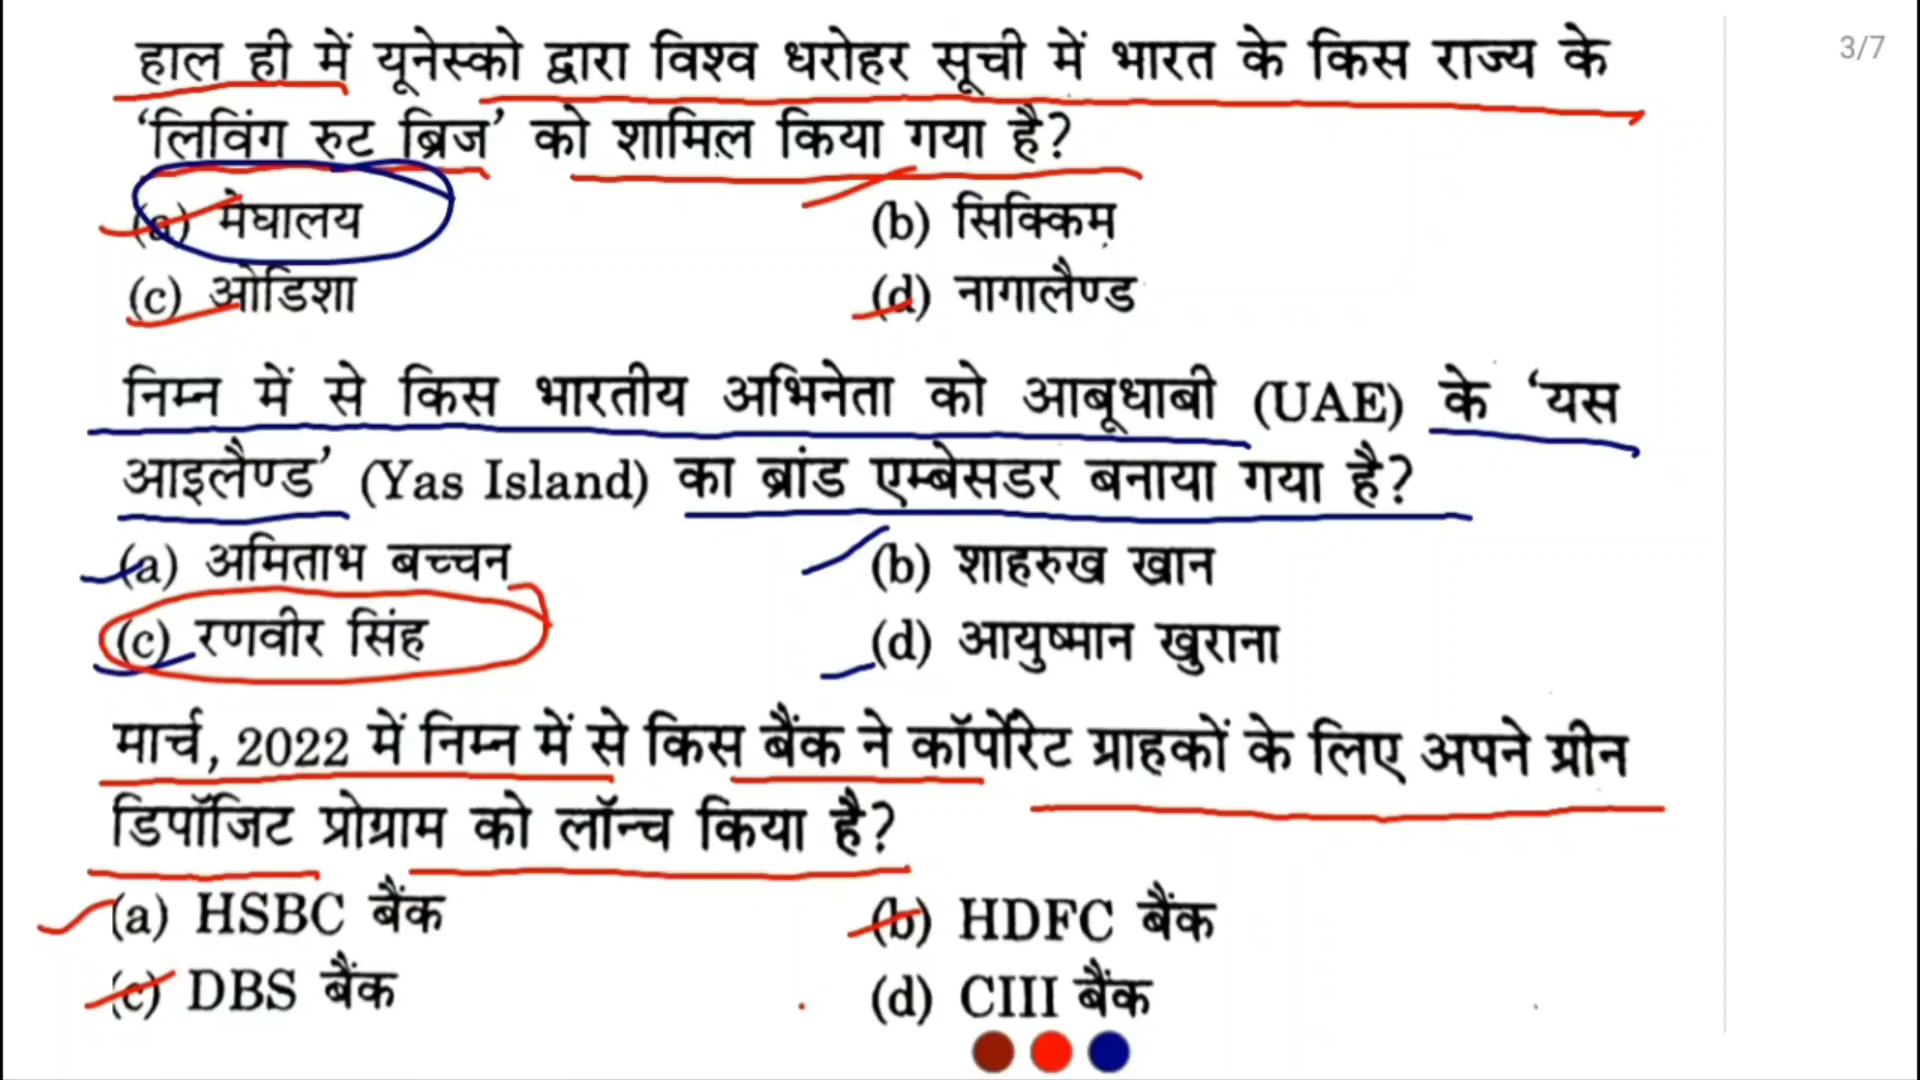 3/7
हाल ही में यूनेस्को द्वारा विश्व धरोहर सूची में भारत के किस राज्य के
‘लिविंग रुट ब्रिज’ को शामिल किया गया है?
(a) मेघालय (b) सिक्किम
(c) ओडिशा (d) नागालैण्ड
निम्न में से किस भारतीय अभिनेता को आबूधाबी (UAE) के ‘यस
आइलैण्ड’ (Yas Island) का ब्रांड एम्बेसडर बनाया गया है?
(a) अमिताभ बच्चन (b) शाहरुख खान
(c) रणवीर सिंह (d) आयुष्मान खुराना
मार्च, 2022 में निम्न में से किस बैंक ने कॉर्पोरेट ग्राहकों के लिए अपने ग्रीन
डिपॉजिट प्रोग्राम को लॉन्च किया है?
(a) HSBC बैंक (b) HDFC बैंक
(c) DBS बैंक (d) CIII बैंक